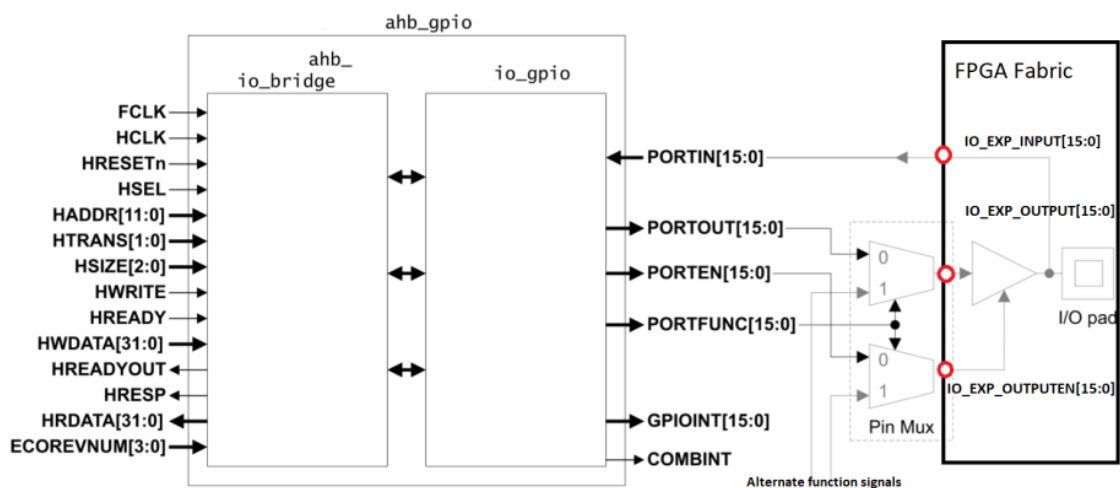 ahb_gpio
ahb_
io_bridge
io_gpio
FPGA Fabric
FCLK
HCLK
HRESETn
HSEL
HADDR[11:0]
HTRANS[1:0]
HSIZE[2:0]
HWRITE
HREADY
HWDATA[31:0]
HREADYOUT
HRESP
HRDATA[31:0]
ECOREVNUM[3:0]
PORTIN[15:0]
PORTOUT[15:0]
PORTEN[15:0]
PORTFUNC[15:0]
GPIOINT[15:0]
COMBINT
0
1
0
1
Pin Mux
Alternate function signals
IO_EXP_INPUT[15:0]
IO_EXP_OUTPUT[15:0]
I/O pad
IO_EXP_OUTPUTEN[15:0]